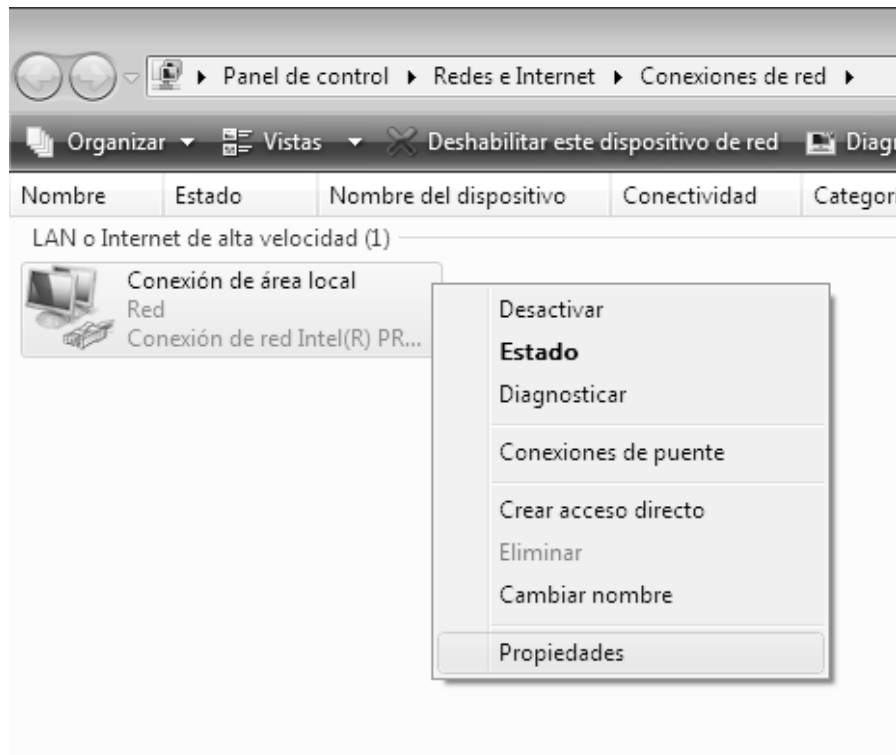 Panel de control Redes e Internet Conexiones de red
Organizar Vistas Deshabilitar este dispositivo de red
Nombre Estado Nombre del dispositivo Conectividad
LAN o Internet de alta velocidad (1)
Conexión de área local
Red
Conexión de red Intel(R) PR...
Desactivar
Estado
Diagnosticar
Conexiones de puente
Crear acceso directo
Eliminar
Cambiar nombre
Propiedades